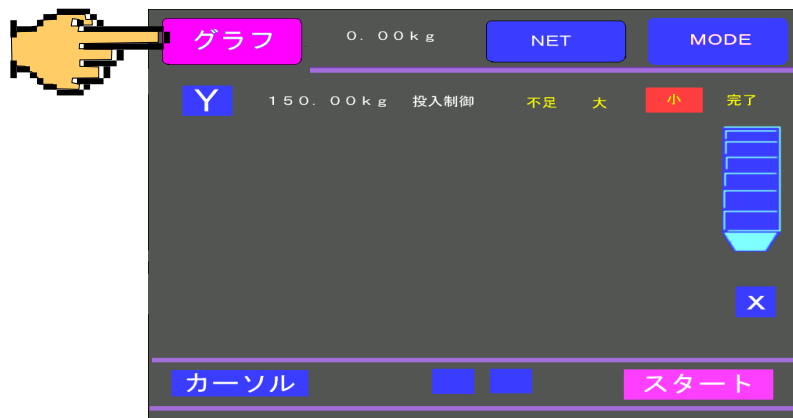 グラフ 0.00kg NET MODE
Y 150.00kg 投入制御 不足 大 小 完了
X
カーソル スタート